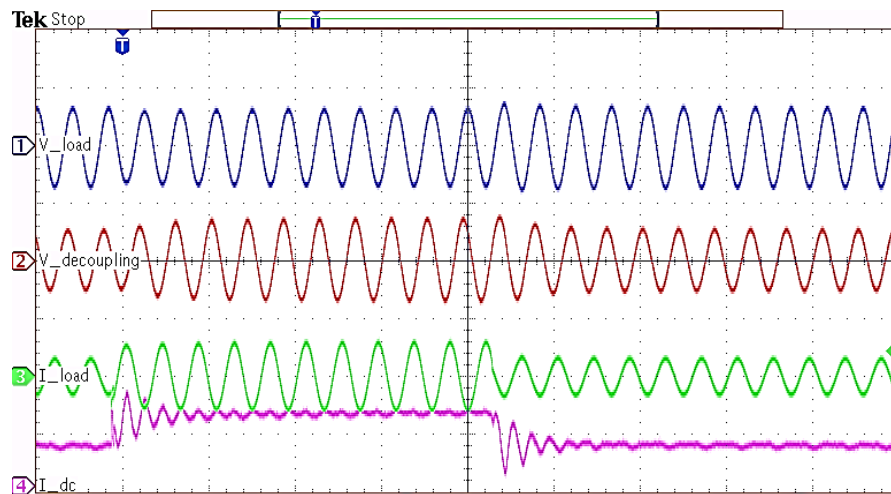 Tek Stop
T
T
1 V_load
2 V_decoupling
3 I_load
4 I_dc